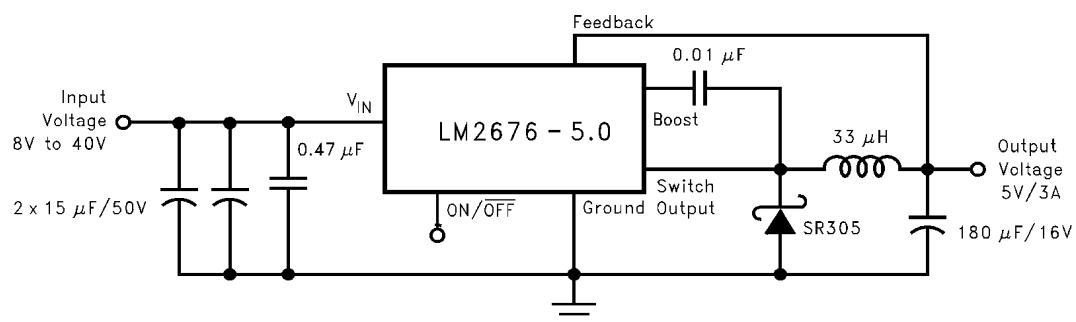 Feedback
0.01 μF
Input
Voltage
8V to 40V
V_IN
LM2676 – 5.0
Boost
0.47 μF
33 μH
Output
Voltage
5V/3A
2 x 15 μF/50V
ON/O̅F̅F̅
Ground
Switch
Output
SR305
180 μF/16V